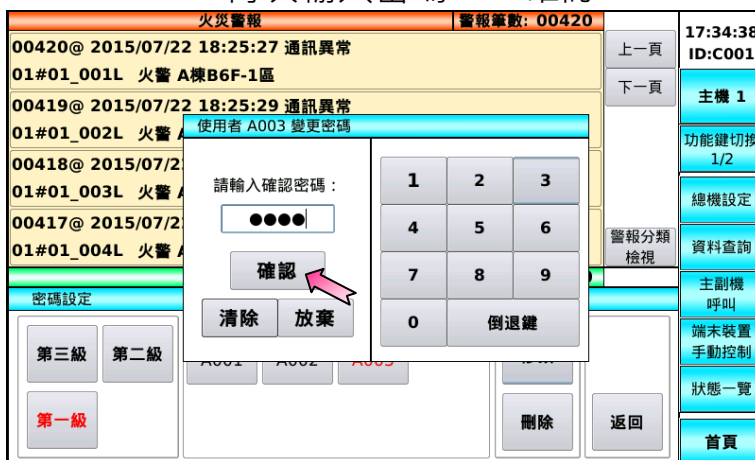 火災警報 警報筆數: 00420
00420@ 2015/07/22 18:25:27 通訊異常
01#01_001L 火警 A棟B6F-1區
00419@ 2015/07/22 18:25:29 通訊異常
01#01_002L 火警
00418@ 2015/07/2
01#01_003L 火警
00417@ 2015/07/2
01#01_004L 火警
上一頁
下一頁
警報分類
檢視
17:34:38
ID:C001
主機 1
功能鍵切換
1/2
總機設定
資料查詢
主副機
呼叫
端末裝置
手動控制
狀態一覽
首頁
使用者 A003 變更密碼
請輸入確認密碼：
●●●●
確認
清除 放棄
1 2 3
4 5 6
7 8 9
0 倒退鍵
密碼設定
第三級 第二級
第一級
A001 A002 A003
刪除
返回